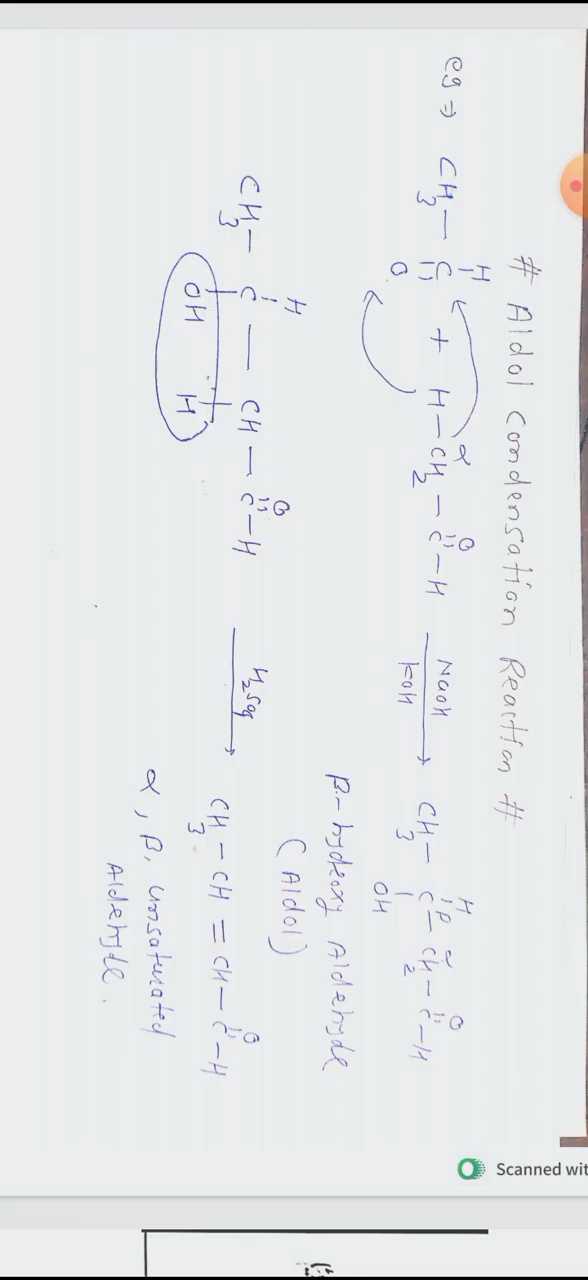 # Aldol Condensation Reaction #
H
eg ⇒ CH3 — C + H — CH2 — C — H NaOH CH3 — C — CH2 — C — H
O α O KOH H β α O
OH
β-hydroxy Aldehyde
(Aldol)
H
CH3 — C — CH — C — H H2SO4 CH3 — CH = CH — C — H
OH H O O
α, β, unsaturated
Aldehyde.
Scanned wit